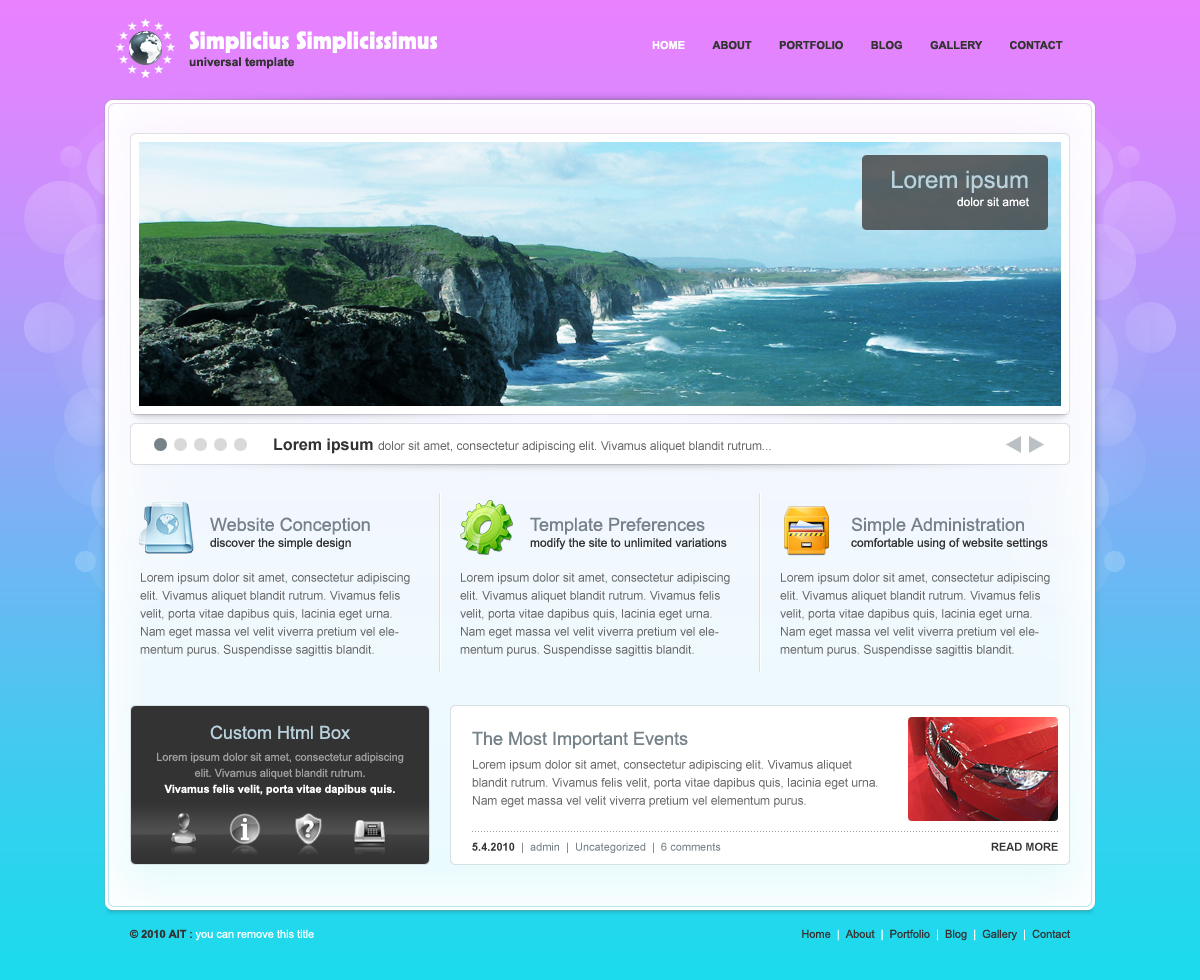 Simplicius Simplicissimus
universal template
HOME ABOUT PORTFOLIO BLOG GALLERY CONTACT
Lorem ipsum
dolor sit amet
Lorem ipsum dolor sit amet, consectetur adipiscing elit. Vivamus aliquet blandit rutrum...
Website Conception
discover the simple design
Lorem ipsum dolor sit amet, consectetur adipiscing
elit. Vivamus aliquet blandit rutrum. Vivamus felis
velit, porta vitae dapibus quis, lacinia eget urna.
Nam eget massa vel velit viverra pretium vel ele-
mentum purus. Suspendisse sagittis blandit.
Template Preferences
modify the site to unlimited variations
Lorem ipsum dolor sit amet, consectetur adipiscing
elit. Vivamus aliquet blandit rutrum. Vivamus felis
velit, porta vitae dapibus quis, lacinia eget urna.
Nam eget massa vel velit viverra pretium vel ele-
mentum purus. Suspendisse sagittis blandit.
Simple Administration
comfortable using of website settings
Lorem ipsum dolor sit amet, consectetur adipiscing
elit. Vivamus aliquet blandit rutrum. Vivamus felis
velit, porta vitae dapibus quis, lacinia eget urna.
Nam eget massa vel velit viverra pretium vel ele-
mentum purus. Suspendisse sagittis blandit.
Custom Html Box
Lorem ipsum dolor sit amet, consectetur adipiscing
elit. Vivamus aliquet blandit rutrum.
Vivamus felis velit, porta vitae dapibus quis.
The Most Important Events
Lorem ipsum dolor sit amet, consectetur adipiscing elit. Vivamus aliquet
blandit rutrum. Vivamus felis velit, porta vitae dapibus quis, lacinia eget urna.
Nam eget massa vel velit viverra pretium vel elementum purus.
5.4.2010 | admin | Uncategorized | 6 comments
READ MORE
© 2010 AIT : you can remove this title
Home | About | Portfolio | Blog | Gallery | Contact